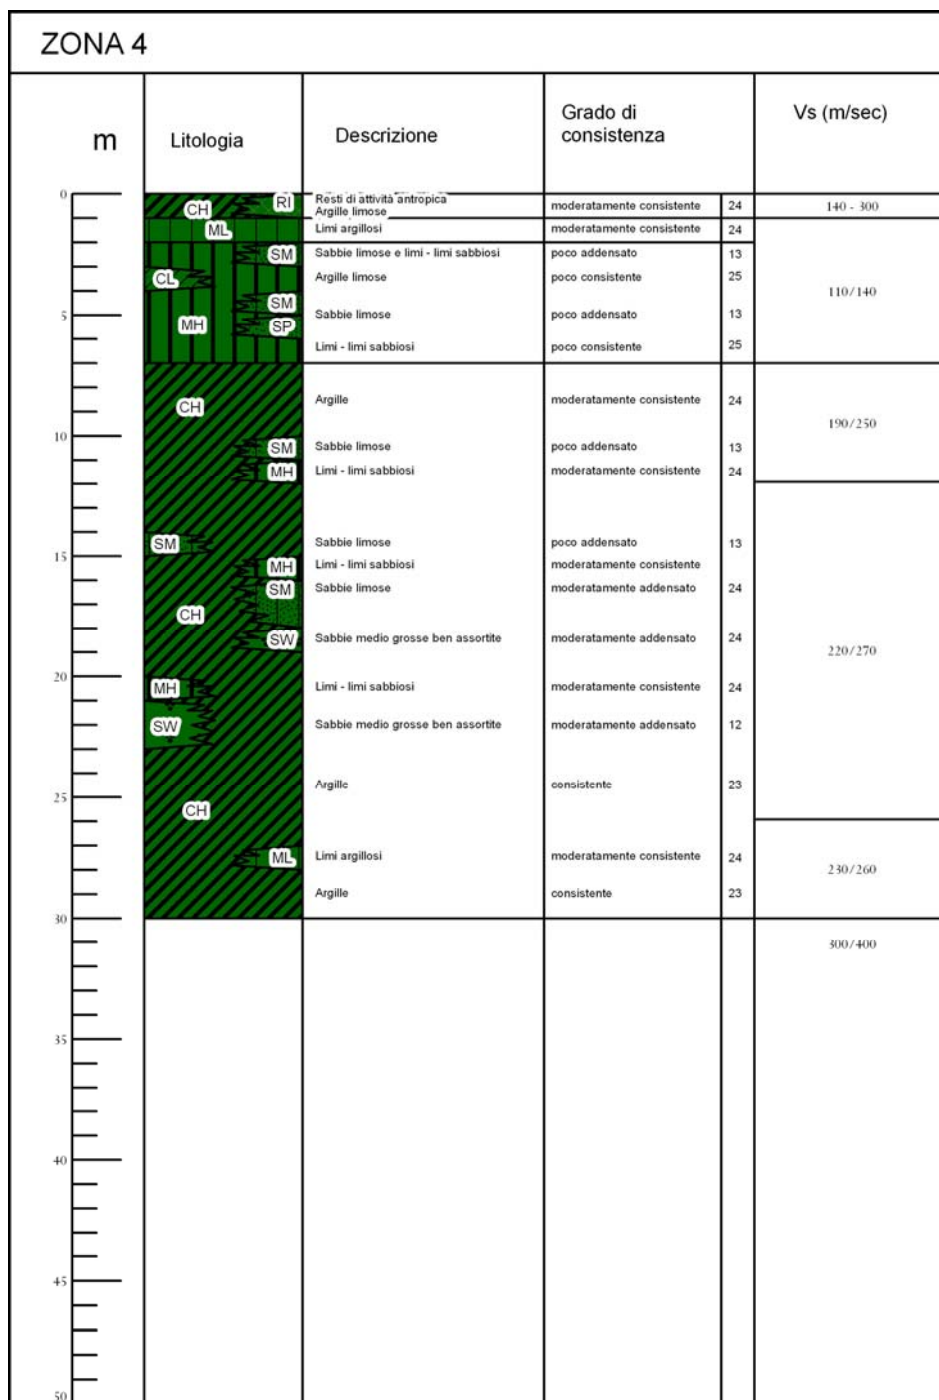 ZONA 4
m
Litologia
Descrizione
Grado di
consistenza
Vs (m/sec)
0
RI
Resti di attività antropica
CH
Argille limose
moderatamente consistente
24
140 - 300
ML
Limi argillosi
moderatamente consistente
24
SM
Sabbie limose e limi - limi sabbiosi
poco addensato
13
CL
Argille limose
poco consistente
25
110/140
SM
5
MH
SP
Sabbie limose
poco addensato
13
Limi - limi sabbiosi
poco consistente
25
CH
Argille
moderatamente consistente
24
190/250
10
SM
Sabbie limose
poco addensato
13
MH
Limi - limi sabbiosi
moderatamente consistente
24
SM
Sabbie limose
poco addensato
13
15
MH
Limi - limi sabbiosi
moderatamente consistente
SM
Sabbie limose
moderatamente addensato
24
CH
SW
Sabbie medio grosse ben assortite
moderatamente addensato
24
220/270
20
MH
Limi - limi sabbiosi
moderatamente consistente
24
SW
Sabbie medio grosse ben assortite
moderatamente addensato
12
Argille
consistente
23
25
CH
ML
Limi argillosi
moderatamente consistente
24
230/260
Argille
consistente
23
30
300/400
35
40
45
50